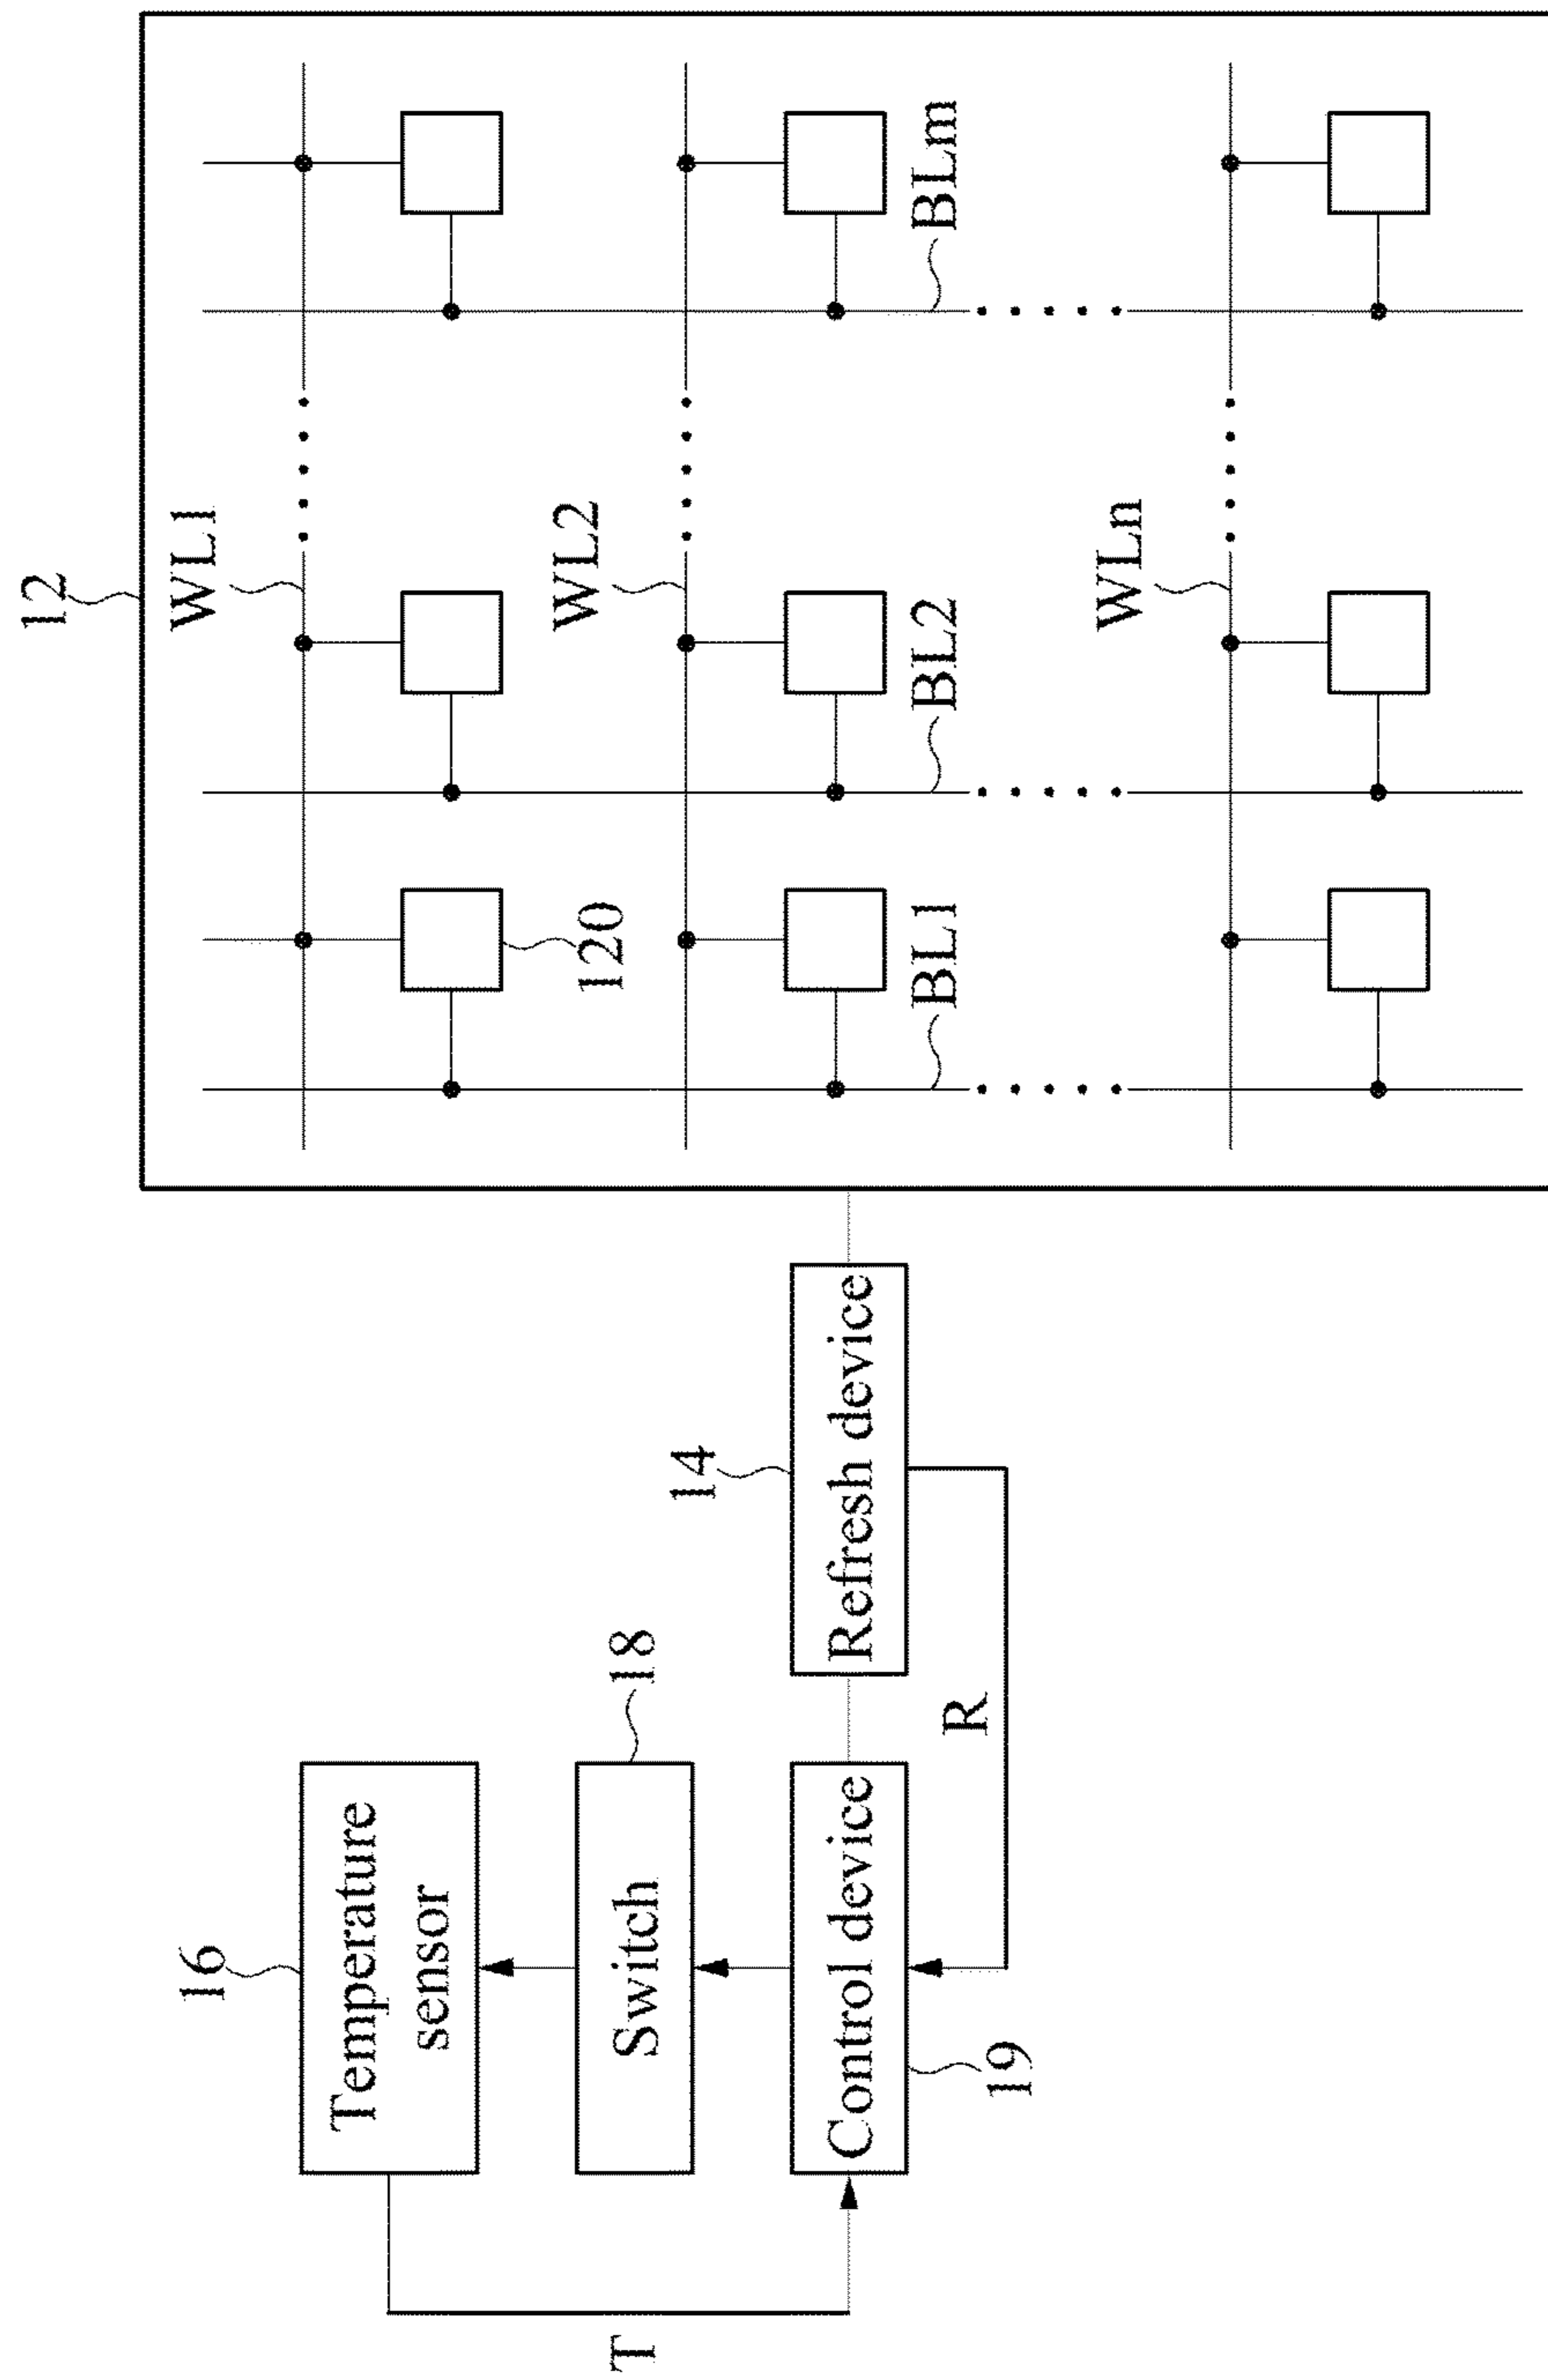 12
WL1
WL2
WLn
BLm
BL2
BL1
120
14
Refresh device
R
18
16
Temperature
sensor
Switch
Control device
19
T